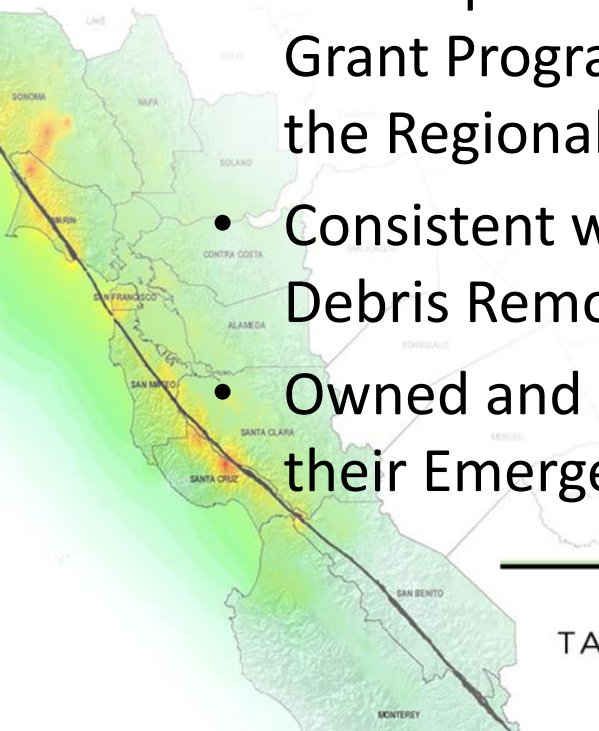 LAKE
Grant Progra
YOLO
SONOMA
NAPA
the Regional
SOLANO
MARIN
• Consistent w
CONTRA COSTA
SAN FRANCISCO
Debris Remo
ALAMEDA
STANISLAUS
SAN MATEO
• Owned and
SANTA CLARA
MERCED
SANTA CRUZ
their Emerge
SAN BENITO
TA
MONTEREY